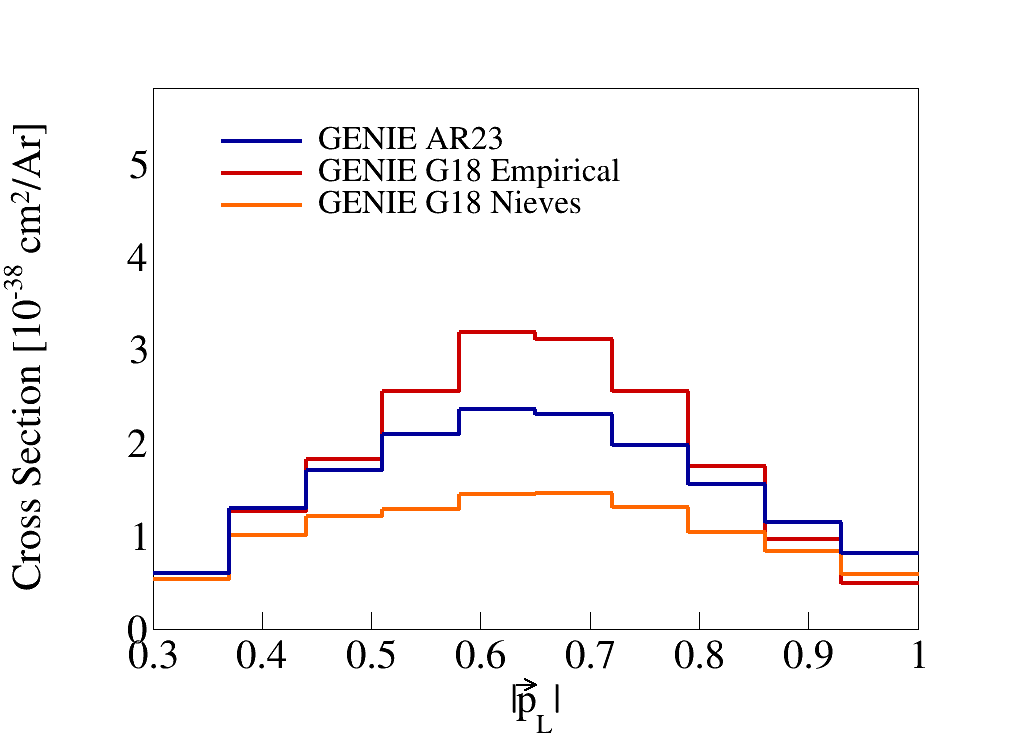 GENIE AR23
GENIE G18 Empirical
GENIE G18 Nieves
Cross Section [10⁻³⁸ cm²/Ar]
5
4
3
2
1
0
0.3 0.4 0.5 0.6 0.7 0.8 0.9 1
|p⃗_L|